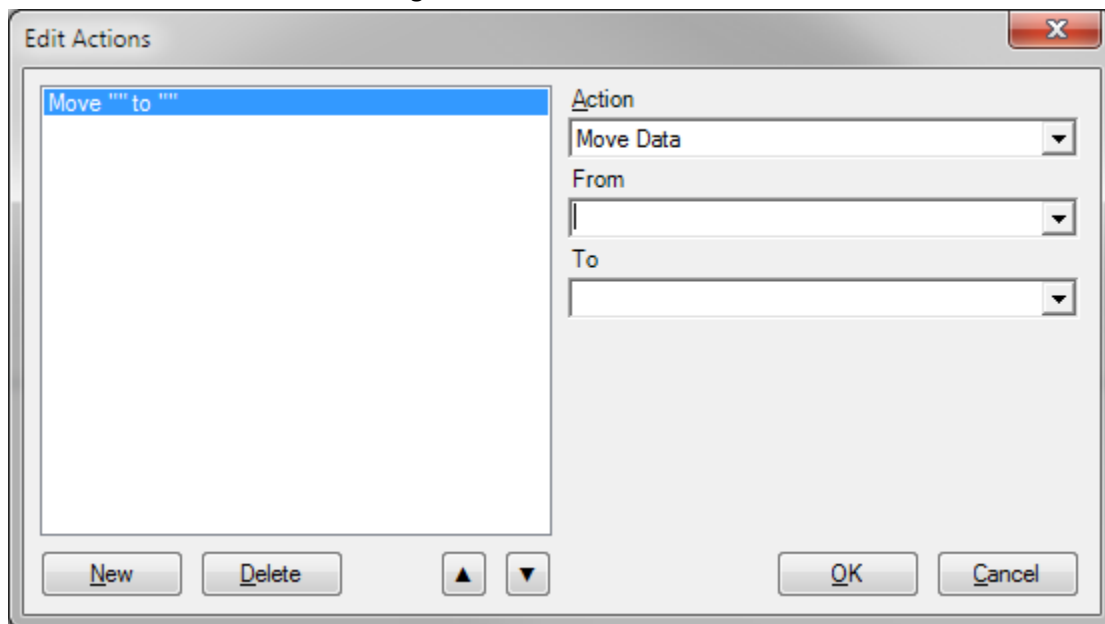 Edit Actions
Move "" to ""
Action
Move Data
From
To
New
Delete
OK
Cancel